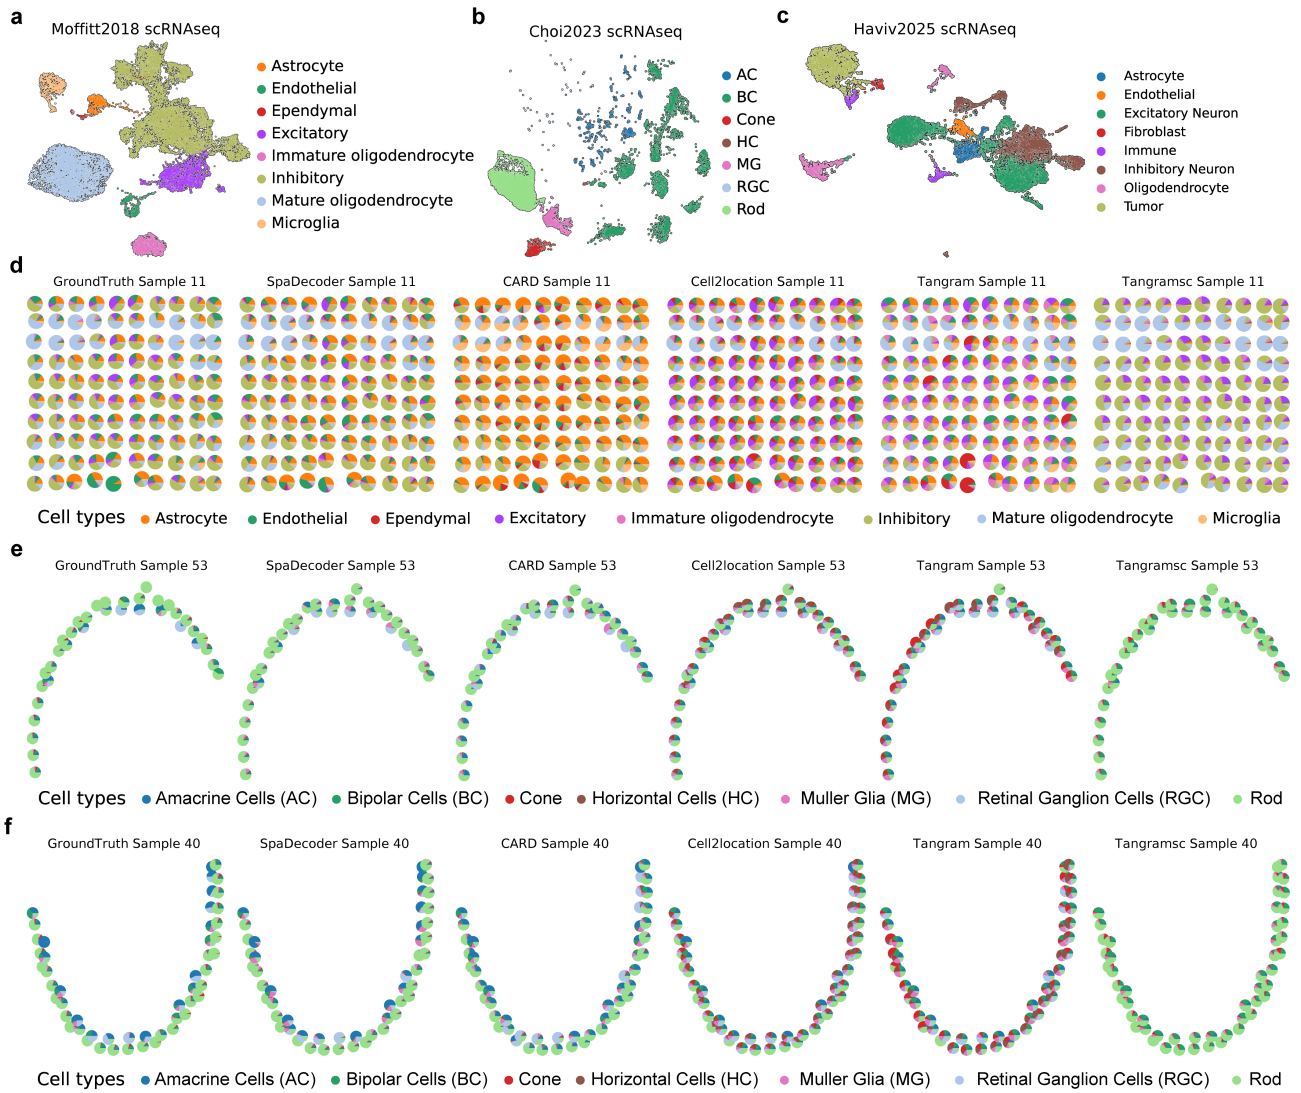 a
Moffitt2018 scRNAseq
Astrocyte
Endothelial
Ependymal
Excitatory
Immature oligodendrocyte
Inhibitory
Mature oligodendrocyte
Microglia
b
Choi2023 scRNAseq
AC
BC
Cone
HC
MG
RGC
Rod
c
Haviv2025 scRNAseq
Astrocyte
Endothelial
Excitatory Neuron
Fibroblast
Immune
Inhibitory Neuron
Oligodendrocyte
Tumor
d
GroundTruth Sample 11 SpaDecoder Sample 11 CARD Sample 11 Cell2location Sample 11 Tangram Sample 11 Tangramsc Sample 11
Cell types Astrocyte Endothelial Ependymal Excitatory Immature oligodendrocyte Inhibitory Mature oligodendrocyte Microglia
e
GroundTruth Sample 53 SpaDecoder Sample 53 CARD Sample 53 Cell2location Sample 53 Tangram Sample 53 Tangramsc Sample 53
Cell types Amacrine Cells (AC) Bipolar Cells (BC) Cone Horizontal Cells (HC) Muller Glia (MG) Retinal Ganglion Cells (RGC) Rod
f
GroundTruth Sample 40 SpaDecoder Sample 40 CARD Sample 40 Cell2location Sample 40 Tangram Sample 40 Tangramsc Sample 40
Cell types Amacrine Cells (AC) Bipolar Cells (BC) Cone Horizontal Cells (HC) Muller Glia (MG) Retinal Ganglion Cells (RGC) Rod